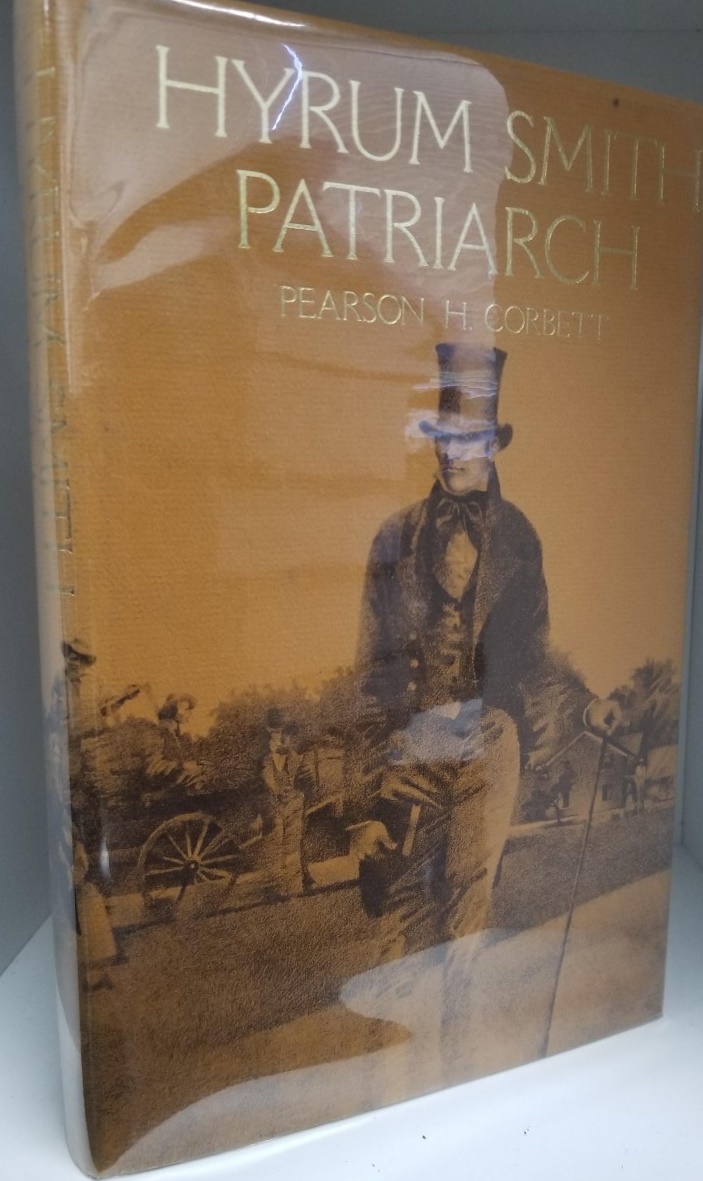 HYRUM SMITH
PATRIARCH
PEARSON H. CORBETT